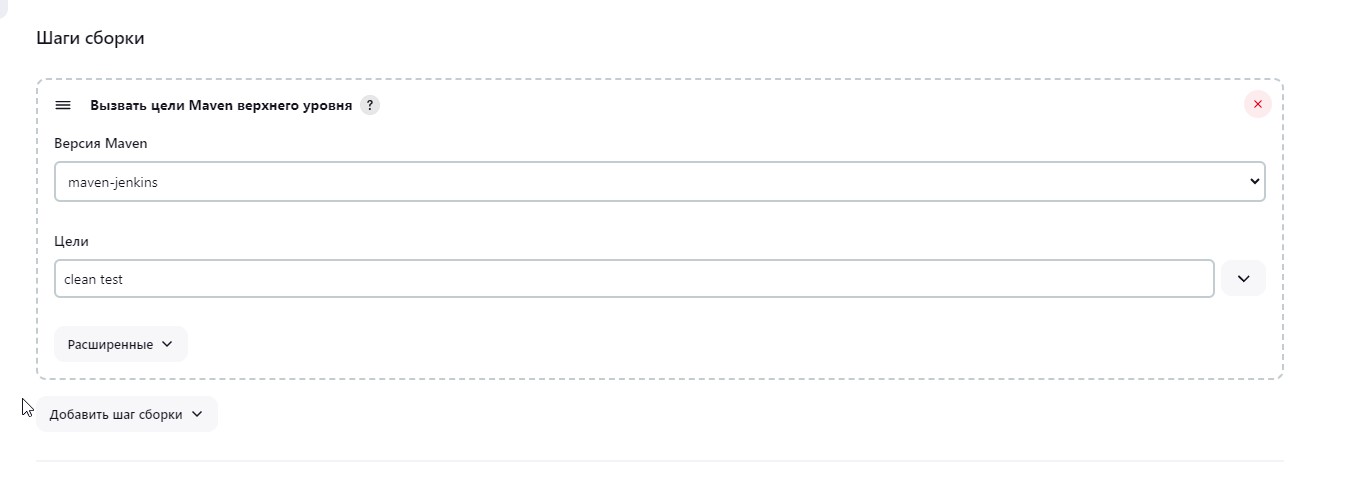 Шаги сборки
Вызвать цели Maven верхнего уровня ?
Версия Maven
maven-jenkins
Цели
clean test
Расширенные
Добавить шаг сборки